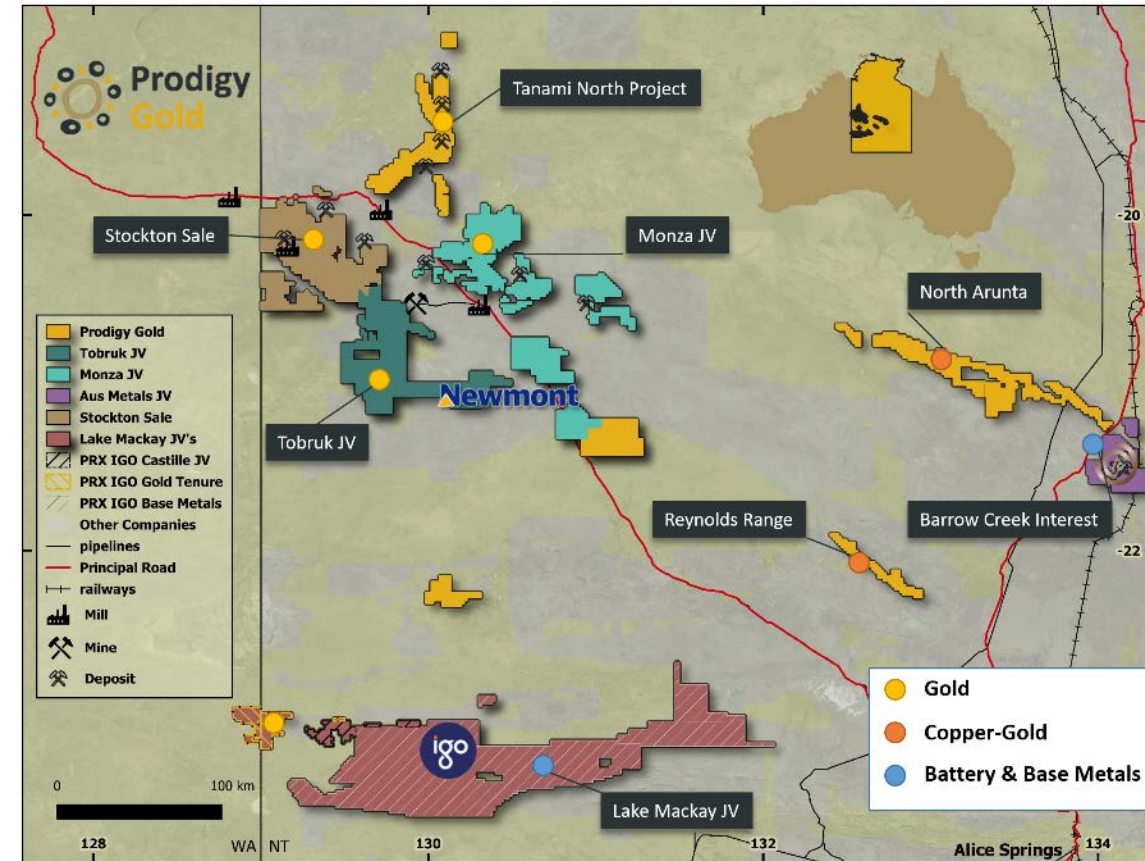 Prodigy
Gold
Tanami North Project
Stockton Sale
Monza JV
-20
North Arunta
Prodigy Gold
Tobruk JV
Monza JV
Aus Metals JV
Stockton Sale
Lake Mackay JV's
PRX IGO Castille JV
PRX IGO Gold Tenure
PRX IGO Base Metals
Other Companies
pipelines
Principal Road
railways
Mill
Mine
Deposit
Newmont
Tobruk JV
Reynolds Range
Barrow Creek Interest
-22
Gold
Copper-Gold
Battery & Base Metals
igo
Lake Mackay JV
0 100 km
128 WA NT 130 132 Alice Springs 134